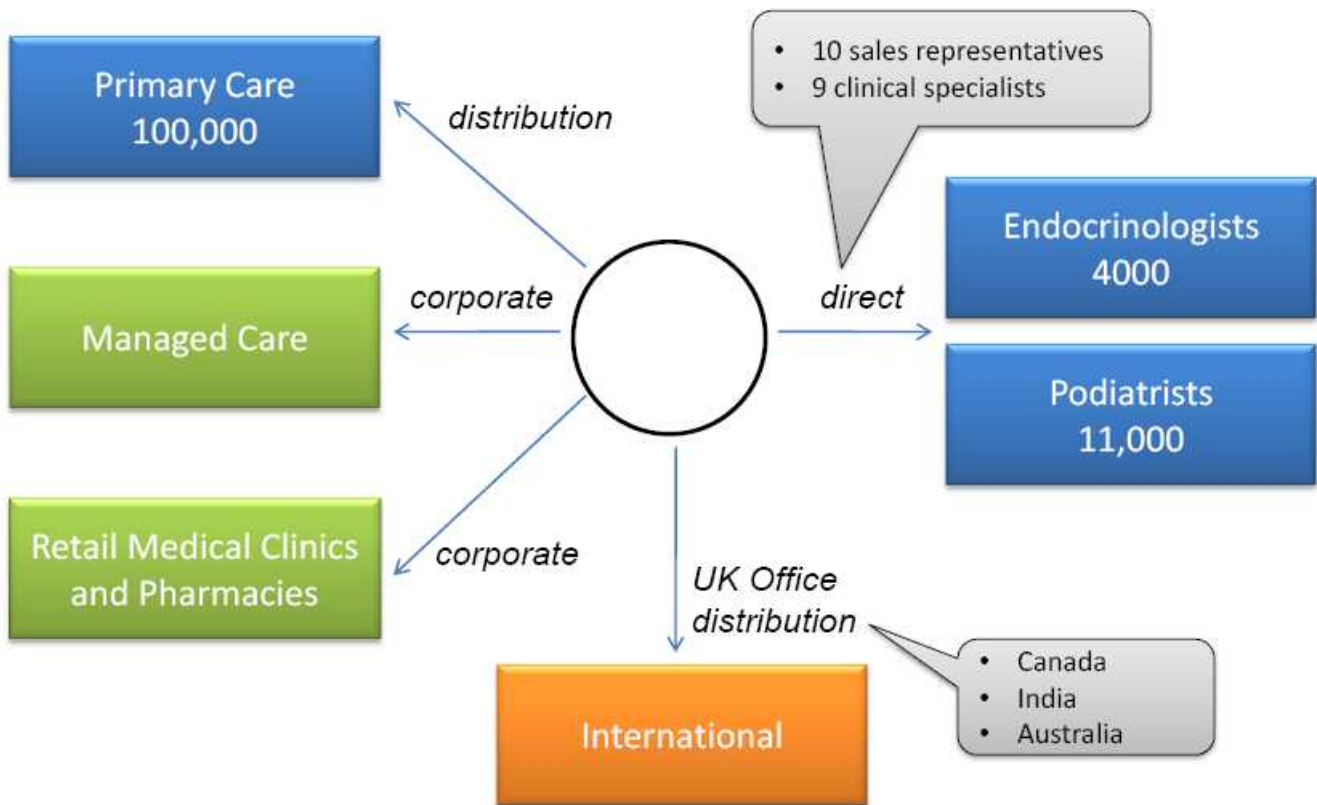 Primary Care
100,000
distribution
• 10 sales representatives
• 9 clinical specialists
Endocrinologists
4000
Managed Care
corporate
direct
Podiatrists
11,000
Retail Medical Clinics
and Pharmacies
corporate
UK Office
distribution
• Canada
• India
• Australia
International